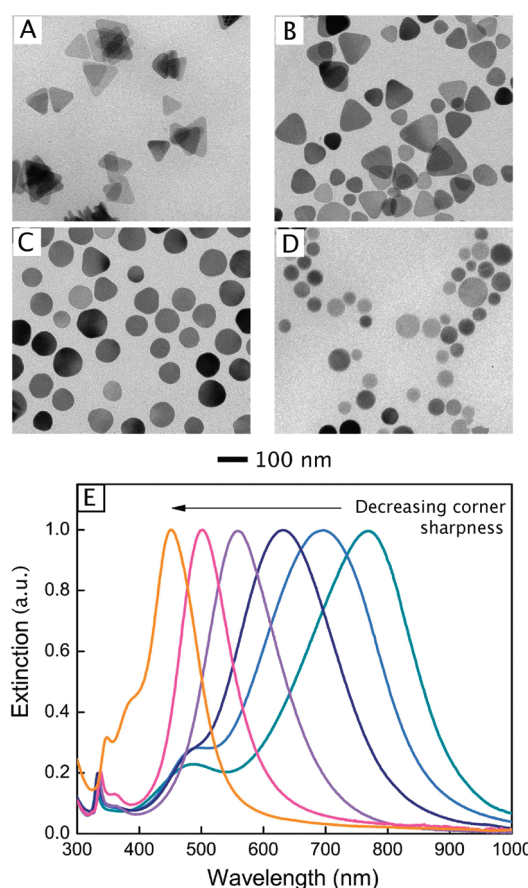 A
B
C
D
100 nm
E
Decreasing corner
sharpness
Extinction (a.u.)
1.0
0.8
0.6
0.4
0.2
0.0
300 400 500 600 700 800 900 1000
Wavelength (nm)